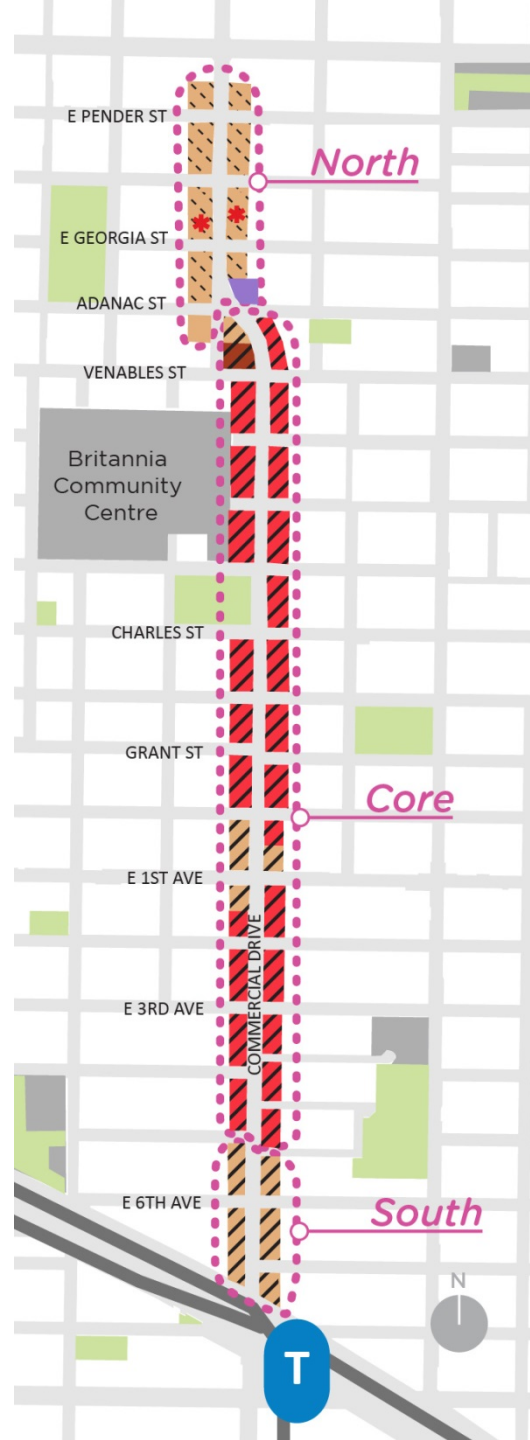 E PENDER ST
North
E GEORGIA ST
ADANAC ST
VENABLES ST
Britannia
Community
Centre
CHARLES ST
GRANT ST
Core
E 1ST AVE
COMMERCIAL DRIVE
E 3RD AVE
E 6TH AVE
South
N
T